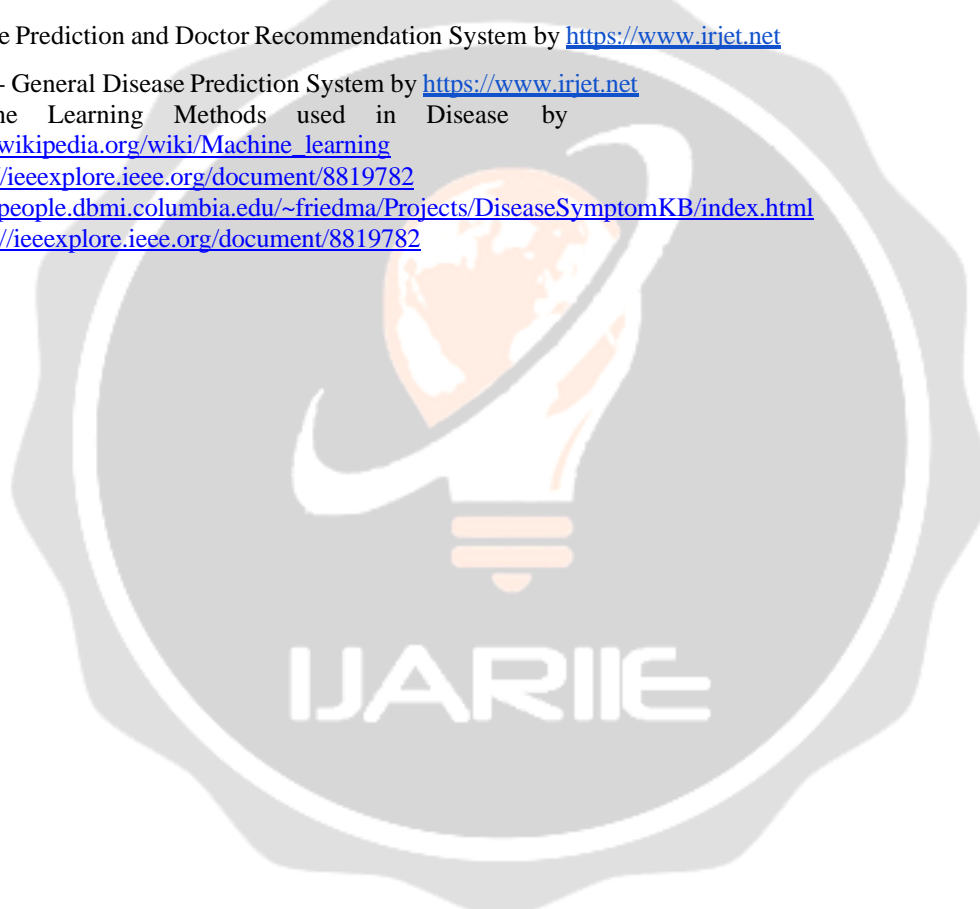 e Prediction and Doctor Recommendation System by https://www.irjet.net
- General Disease Prediction System by https://www.irjet.net
ne Learning Methods used in Disease by
wikipedia.org/wiki/Machine_learning
//ieeexplore.ieee.org/document/8819782
people.dbmi.columbia.edu/~friedma/Projects/DiseaseSymptomKB/index.html
//ieeexplore.ieee.org/document/8819782
IJARIIE